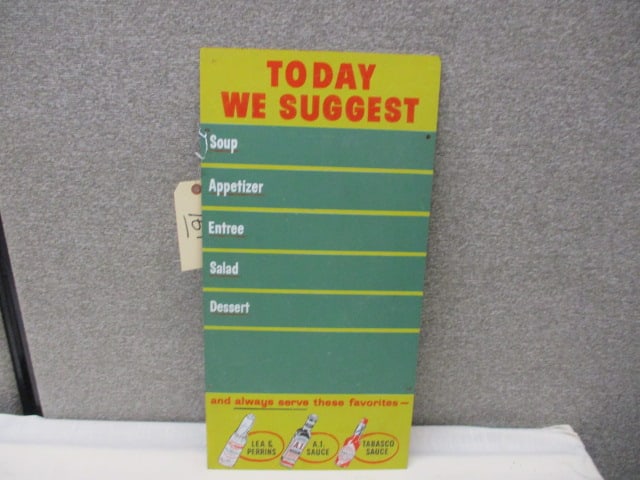 TODAY
WE SUGGEST
Soup
Appetizer
Entree
Salad
Dessert
and always serve these favorites—
LEA & PERRINS
A.1. SAUCE
TABASCO SAUCE